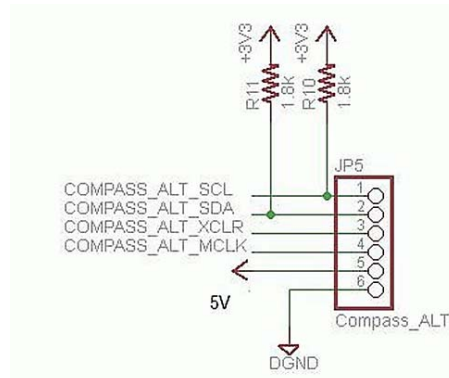 +3V3 +3V3
R11 1.8K R10 1.8K
JP5
COMPASS_ALT_SCL 1
COMPASS_ALT_SDA 2
COMPASS_ALT_XCLR 3
COMPASS_ALT_MCLK 4
5
5V 6
Compass_ALT
DGND